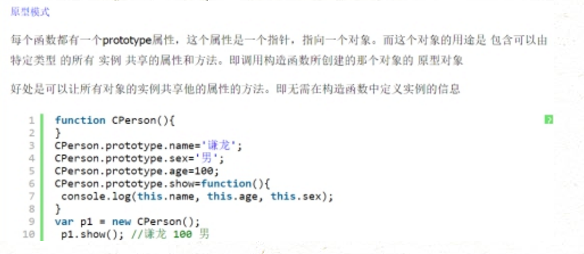 原型模式
每个函数都有一个prototype属性，这个属性是一个指针，指向一个对象。而这个对象的用途是 包含可以由
特定类型 的所有 实例 共享的属性和方法。即调用构造函数所创建的那个对象的 原型对象
好处是可以让所有对象的实例共享他的属性的方法。即无需在构造函数中定义实例的信息
1 function CPerson(){
2 }
3 CPerson.prototype.name='谦龙';
4 CPerson.prototype.sex='男';
5 CPerson.prototype.age=100;
6 CPerson.prototype.show=function(){
7 console.log(this.name, this.age, this.sex);
8 }
9 var p1 = new CPerson();
10 p1.show(); //谦龙 100 男